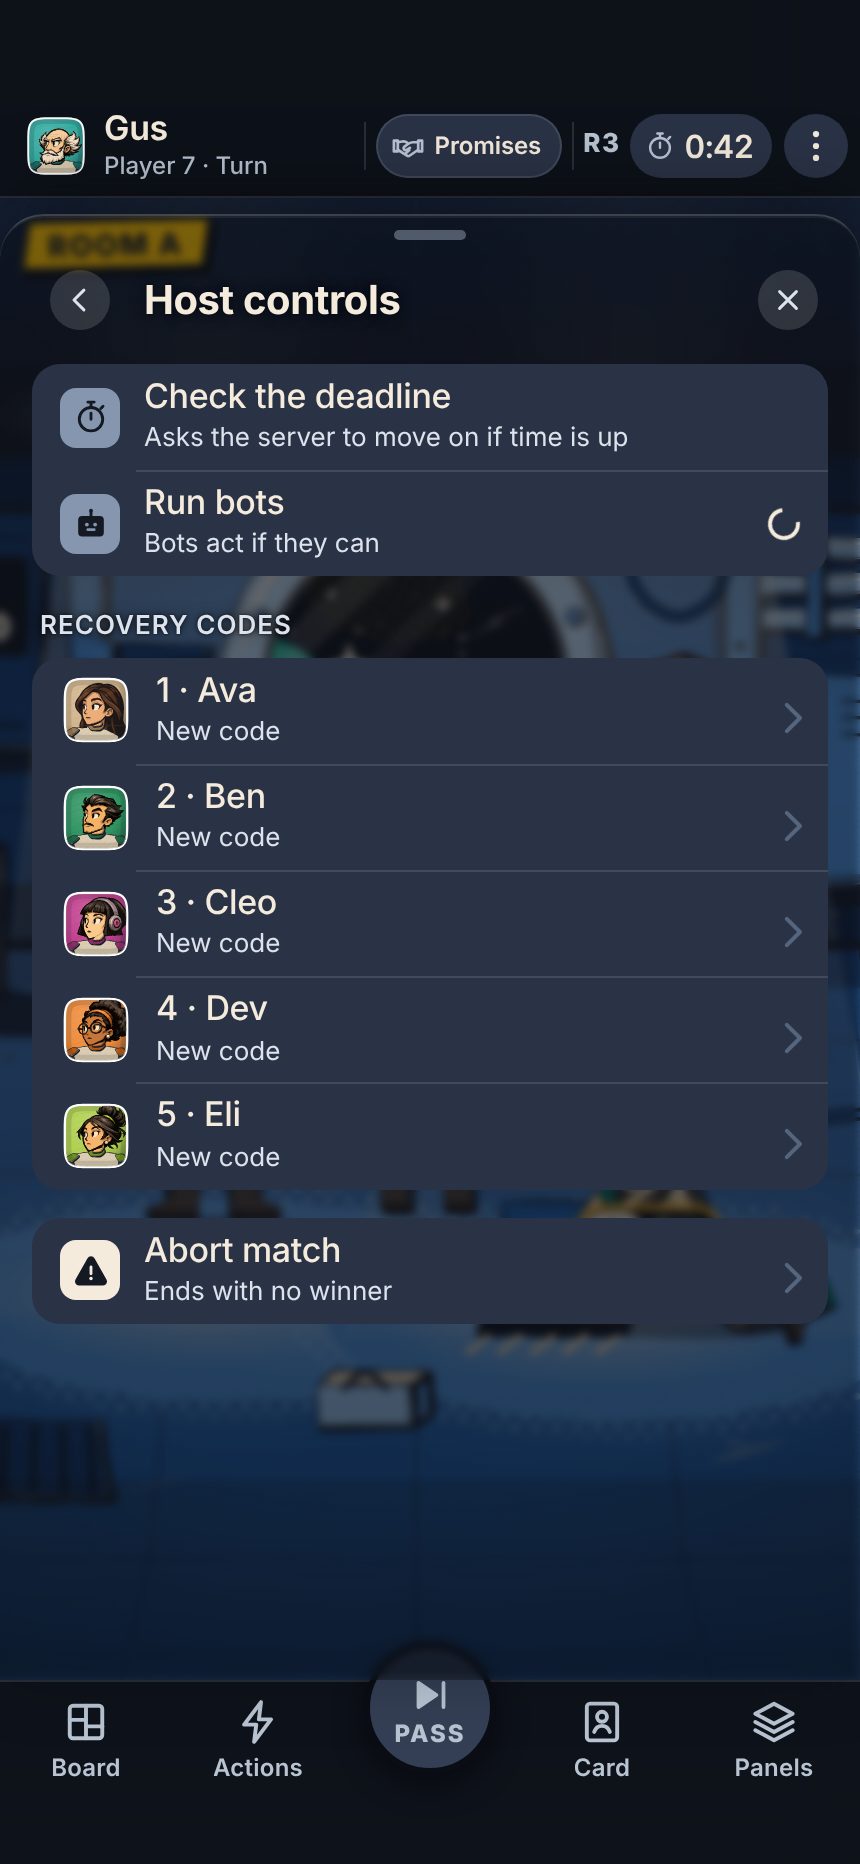 Gus
Player 7 · Turn
Promises
R3
0:42
ROOM A
Host controls
Check the deadline
Asks the server to move on if time is up
Run bots
Bots act if they can
RECOVERY CODES
1 · Ava
New code
2 · Ben
New code
3 · Cleo
New code
4 · Dev
New code
5 · Eli
New code
Abort match
Ends with no winner
PASS
Board
Actions
Card
Panels